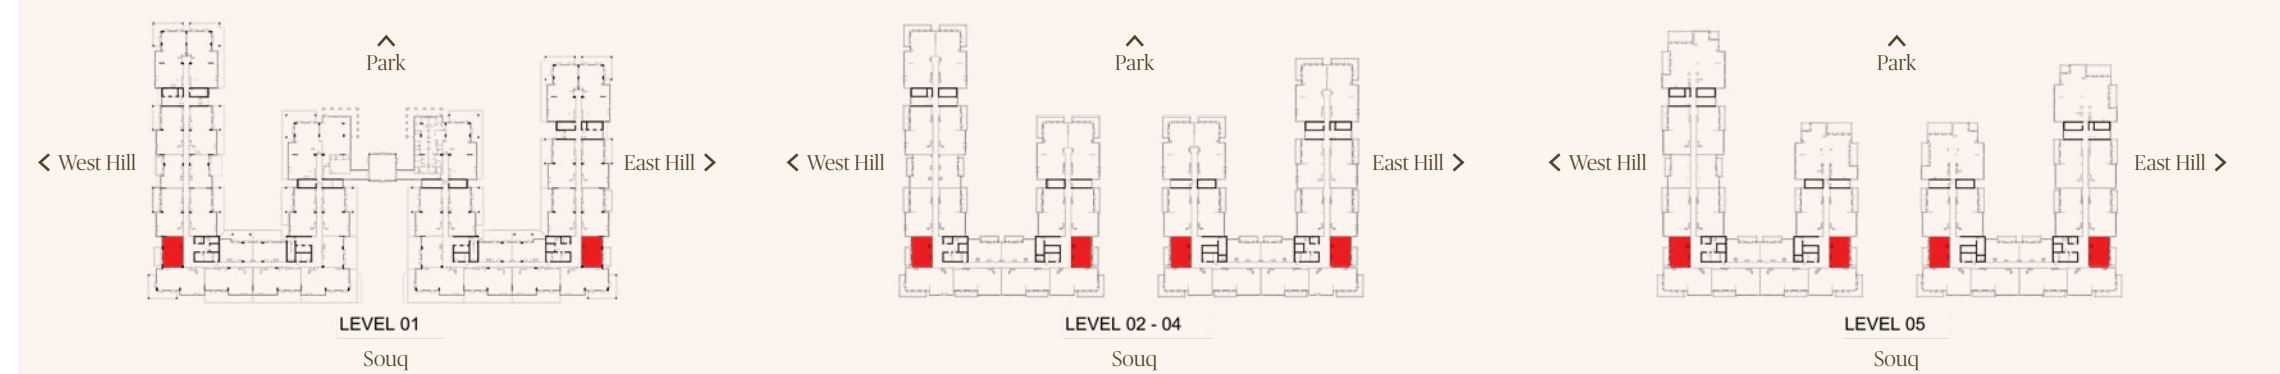 Park
West Hill
East Hill
LEVEL 01
Souq
Park
West Hill
East Hill
LEVEL 02 - 04
Souq
Park
West Hill
East Hill
LEVEL 05
Souq